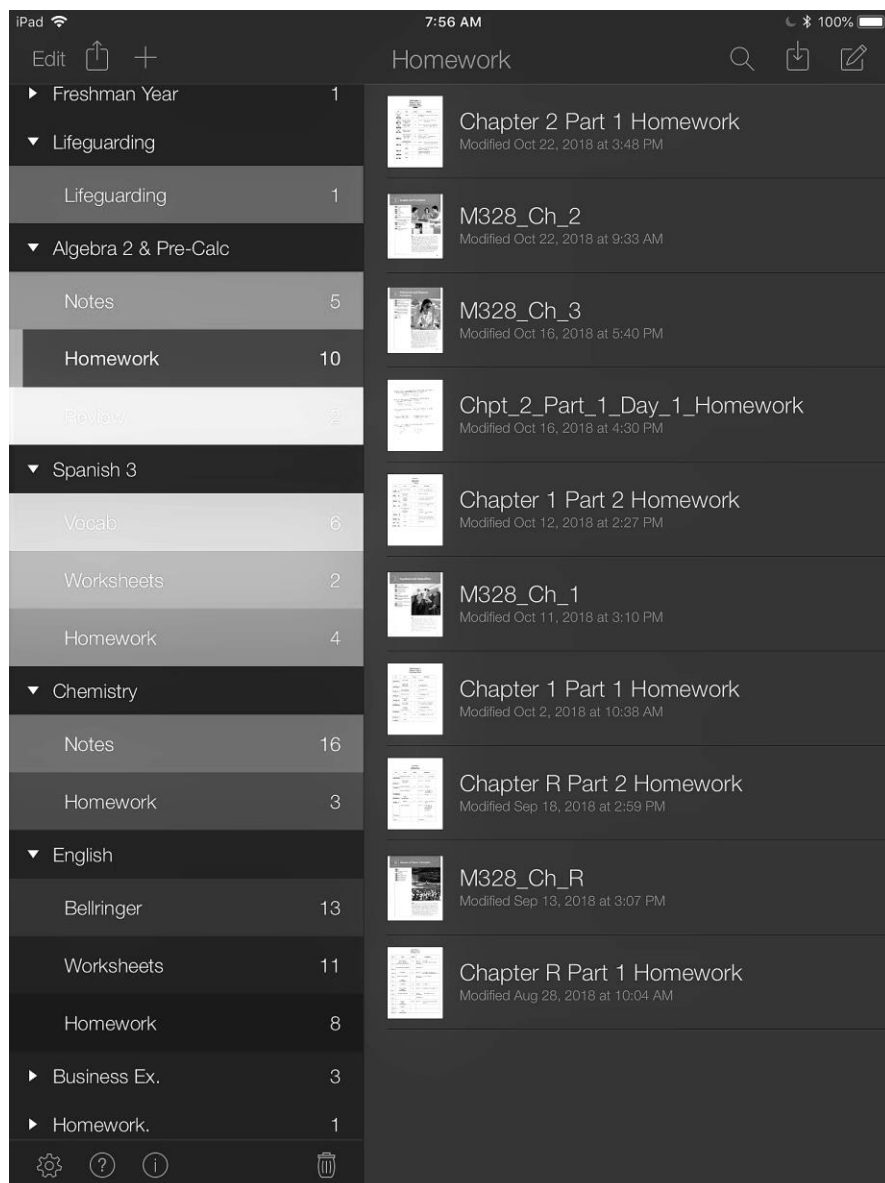 iPad 7:56 AM 100%
Edit
Freshman Year 1
Lifeguarding
Lifeguarding 1
Algebra 2 & Pre-Calc
Notes 5
Homework 10
Review 2
Spanish 3
Vocab 6
Worksheets 2
Homework 4
Chemistry
Notes 16
Homework 3
English
Bellringer 13
Worksheets 11
Homework 8
Business Ex. 3
Homework. 1
Homework
Chapter 2 Part 1 Homework
Modified Oct 22, 2018 at 3:48 PM
M328_Ch_2
Modified Oct 22, 2018 at 9:33 AM
M328_Ch_3
Modified Oct 16, 2018 at 5:40 PM
Chpt_2_Part_1_Day_1_Homework
Modified Oct 16, 2018 at 4:30 PM
Chapter 1 Part 2 Homework
Modified Oct 12, 2018 at 2:27 PM
M328_Ch_1
Modified Oct 11, 2018 at 3:10 PM
Chapter 1 Part 1 Homework
Modified Oct 2, 2018 at 10:38 AM
Chapter R Part 2 Homework
Modified Sep 18, 2018 at 2:59 PM
M328_Ch_R
Modified Sep 13, 2018 at 3:07 PM
Chapter R Part 1 Homework
Modified Aug 28, 2018 at 10:04 AM